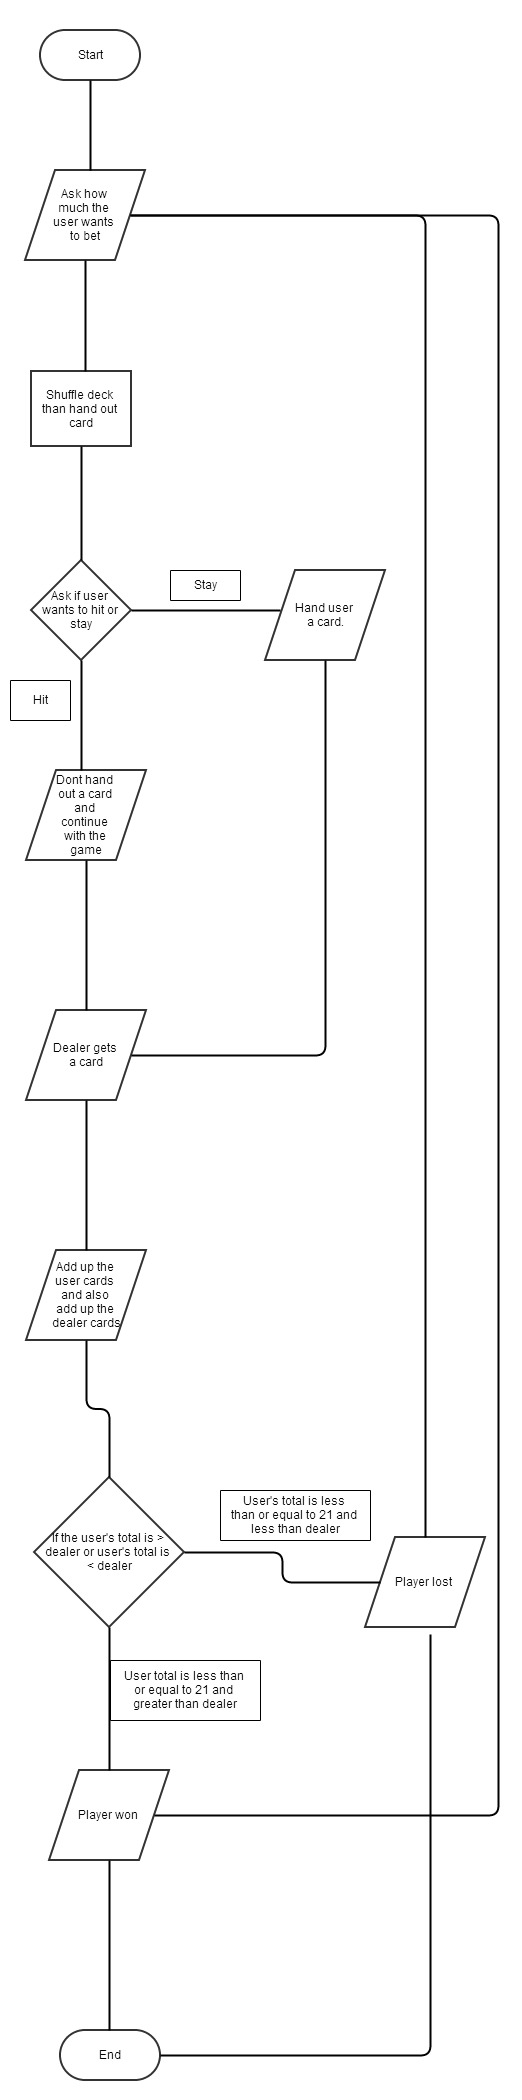 Start
Ask how
much the
user wants
to bet
Shuffle deck
than hand out
card
Ask if user
wants to hit or
stay
Stay
Hand user
a card.
Hit
Dont hand
out a card
and
continue
with the
game
Dealer gets
a card
Add up the
user cards
and also
add up the
dealer cards
If the user's total is >
dealer or user's total is
< dealer
User's total is less
than or equal to 21 and
less than dealer
Player lost
User total is less than
or equal to 21 and
greater than dealer
Player won
End